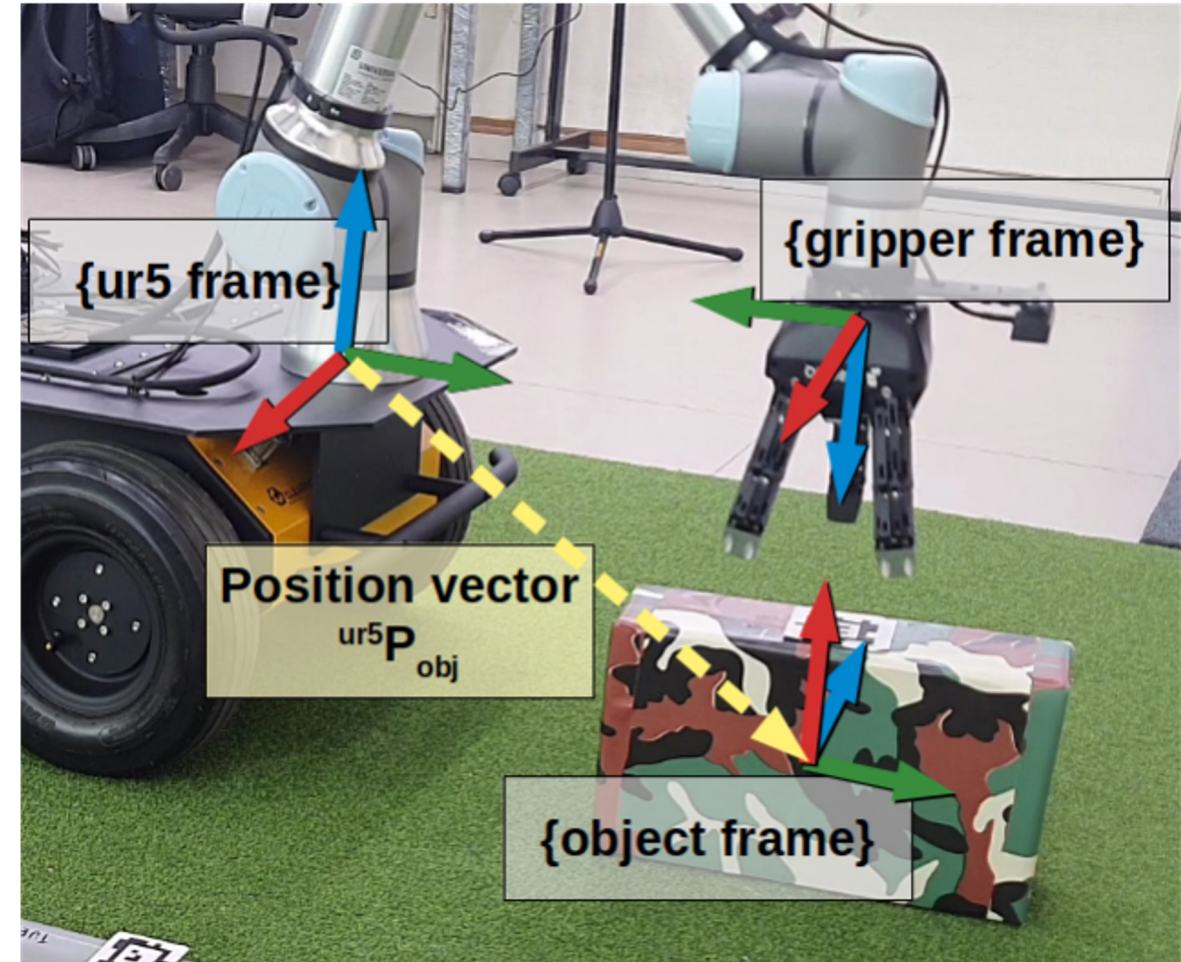 {ur5 frame}
{gripper frame}
Position vector
ur5Pobj
{object frame}